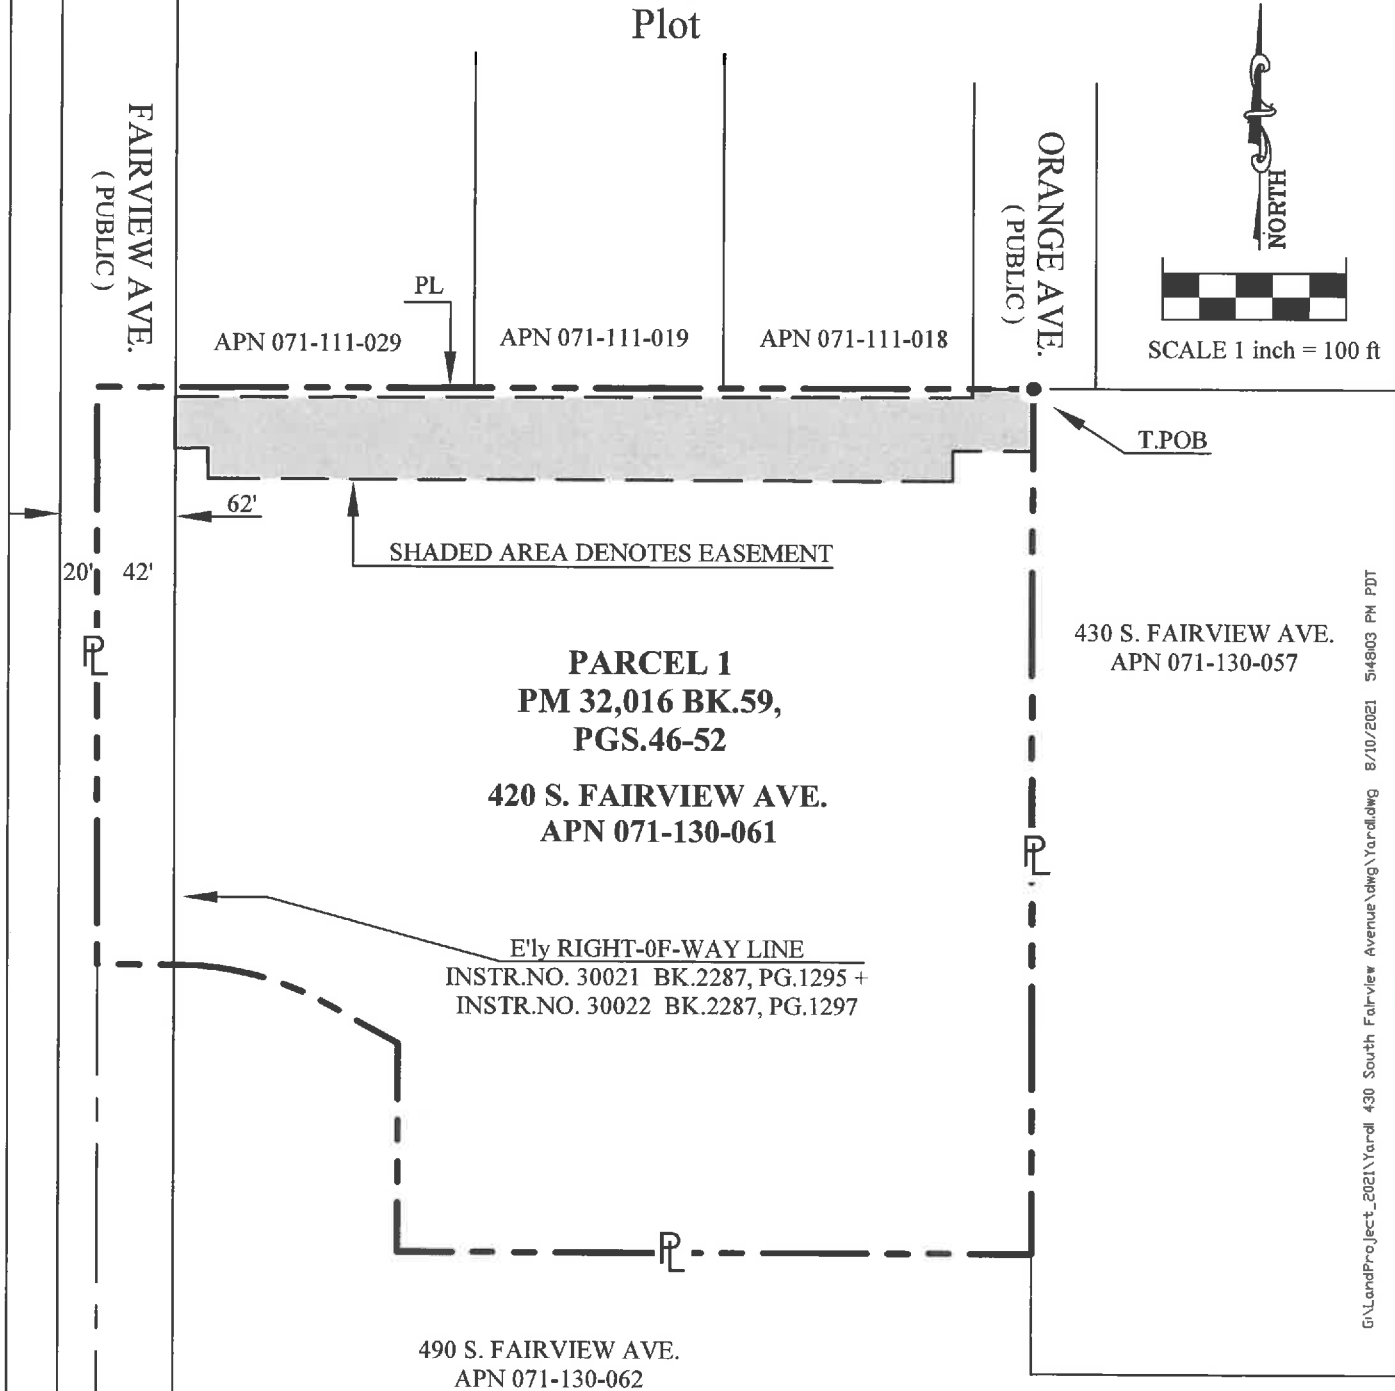 Plot
FAIRVIEW AVE.
( PUBLIC )
ORANGE AVE.
( PUBLIC )
NORTH
SCALE 1 inch = 100 ft
PL
APN 071-111-029
APN 071-111-019
APN 071-111-018
T.POB
62'
SHADED AREA DENOTES EASEMENT
20'
42'
PL
430 S. FAIRVIEW AVE.
APN 071-130-057
PARCEL 1
PM 32,016 BK.59,
PGS.46-52
420 S. FAIRVIEW AVE.
APN 071-130-061
PL
E'ly RIGHT-0F-WAY LINE
INSTR.NO. 30021 BK.2287, PG.1295 +
INSTR.NO. 30022 BK.2287, PG.1297
PL
490 S. FAIRVIEW AVE.
APN 071-130-062
G:\LandProject_2021\Yardi 430 South Fairview Avenue\dwg\Yardi.dwg 8/10/2021 5:48:03 PM PDT